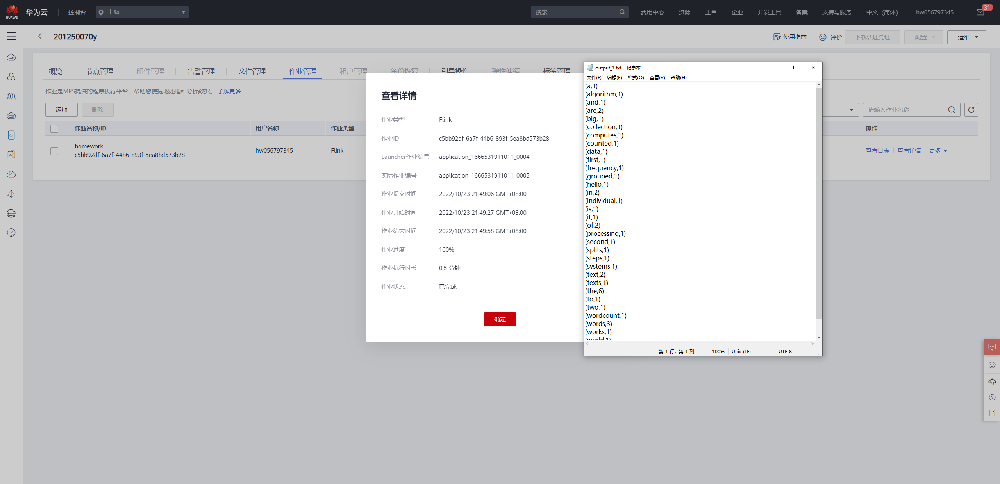 HUAWEI
华为云
控制台
上海一
搜索
费用中心
资源
工单
企业
开发工具
备案
支持与服务
中文（简体）
hw056797345
31
201250070y
使用指南
评价
下载认证凭证
配置
运维
概览
节点管理
组件管理
告警管理
文件管理
作业管理
租户管理
备份恢复
引导操作
弹性伸缩
标签管理
作业是MRS提供的程序执行平台，帮助您便捷地处理和分析数据。 了解更多
添加
删除
请输入作业名称
作业名称/ID
用户名称
作业类型
操作
homework
c5bb92df-6a7f-44b6-893f-5ea8bd573b28
hw056797345
Flink
查看日志
查看详情
更多
查看详情
作业类型 Flink
作业ID c5bb92df-6a7f-44b6-893f-5ea8bd573b28
Launcher作业编号 application_1666531911011_0004
实际作业编号 application_1666531911011_0005
作业提交时间 2022/10/23 21:49:06 GMT+08:00
作业开始时间 2022/10/23 21:49:27 GMT+08:00
作业结束时间 2022/10/23 21:49:58 GMT+08:00
作业进度 100%
作业执行时长 0.5 分钟
作业状态 已完成
确定
output_1.txt - 记事本
文件(F) 编辑(E) 格式(O) 查看(V) 帮助(H)
(a,1)
(algorithm,1)
(and,1)
(are,2)
(big,1)
(collection,1)
(computes,1)
(counted,1)
(data,1)
(first,1)
(frequency,1)
(grouped,1)
(hello,1)
(in,2)
(individual,1)
(is,1)
(it,1)
(of,2)
(processing,1)
(second,1)
(splits,1)
(steps,1)
(systems,1)
(text,2)
(texts,1)
(the,6)
(to,1)
(two,1)
(wordcount,1)
(words,3)
(works,1)
(world,1)
第 1 行，第 1 列
100%
Unix (LF)
UTF-8
IP